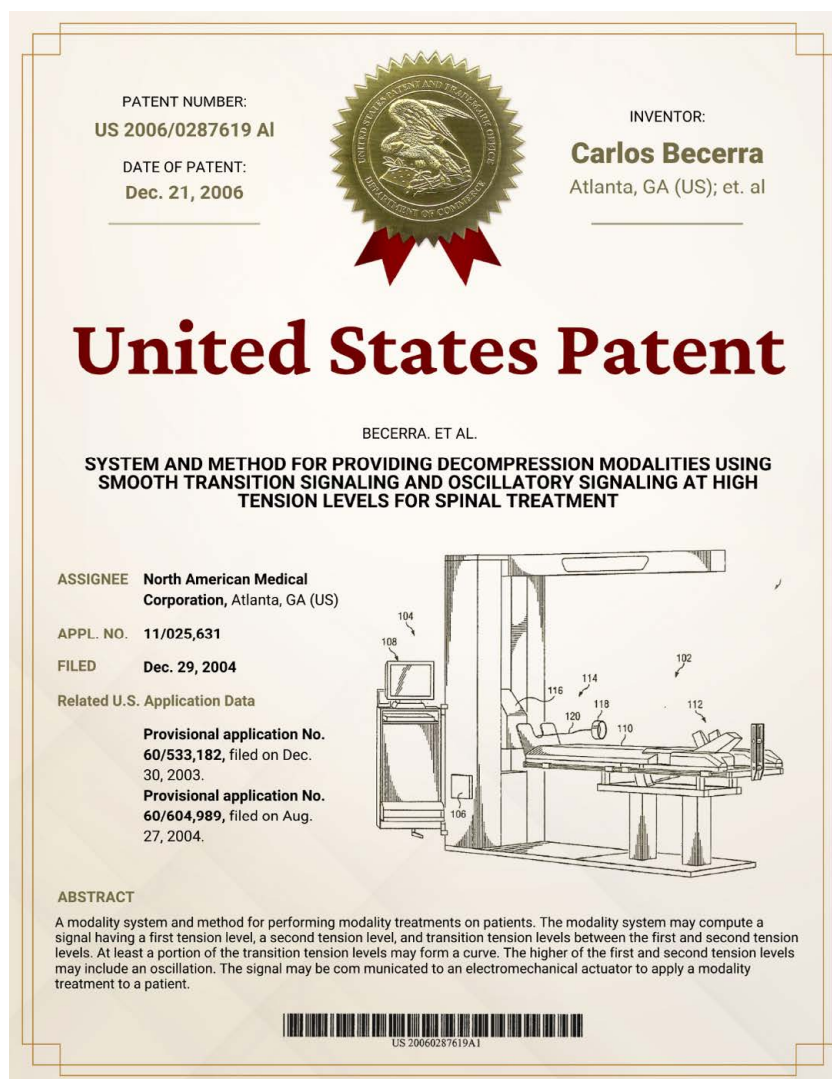 PATENT NUMBER:
US 2006/0287619 Al
DATE OF PATENT:
Dec. 21, 2006
UNITED STATES PATENT AND TRADEMARK OFFICE
DEPARTMENT OF COMMERCE
INVENTOR:
Carlos Becerra
Atlanta, GA (US); et. al
United States Patent
BECERRA. ET AL.
SYSTEM AND METHOD FOR PROVIDING DECOMPRESSION MODALITIES USING
SMOOTH TRANSITION SIGNALING AND OSCILLATORY SIGNALING AT HIGH
TENSION LEVELS FOR SPINAL TREATMENT
ASSIGNEE North American Medical
Corporation, Atlanta, GA (US)
APPL. NO. 11/025,631
FILED Dec. 29, 2004
Related U.S. Application Data
Provisional application No.
60/533,182, filed on Dec.
30, 2003.
Provisional application No.
60/604,989, filed on Aug.
27, 2004.
104
108
102
114
116
118
112
120
110
106
ABSTRACT
A modality system and method for performing modality treatments on patients. The modality system may compute a
signal having a first tension level, a second tension level, and transition tension levels between the first and second tension
levels. At least a portion of the transition tension levels may form a curve. The higher of the first and second tension levels
may include an oscillation. The signal may be com municated to an electromechanical actuator to apply a modality
treatment to a patient.
US 20060287619A1